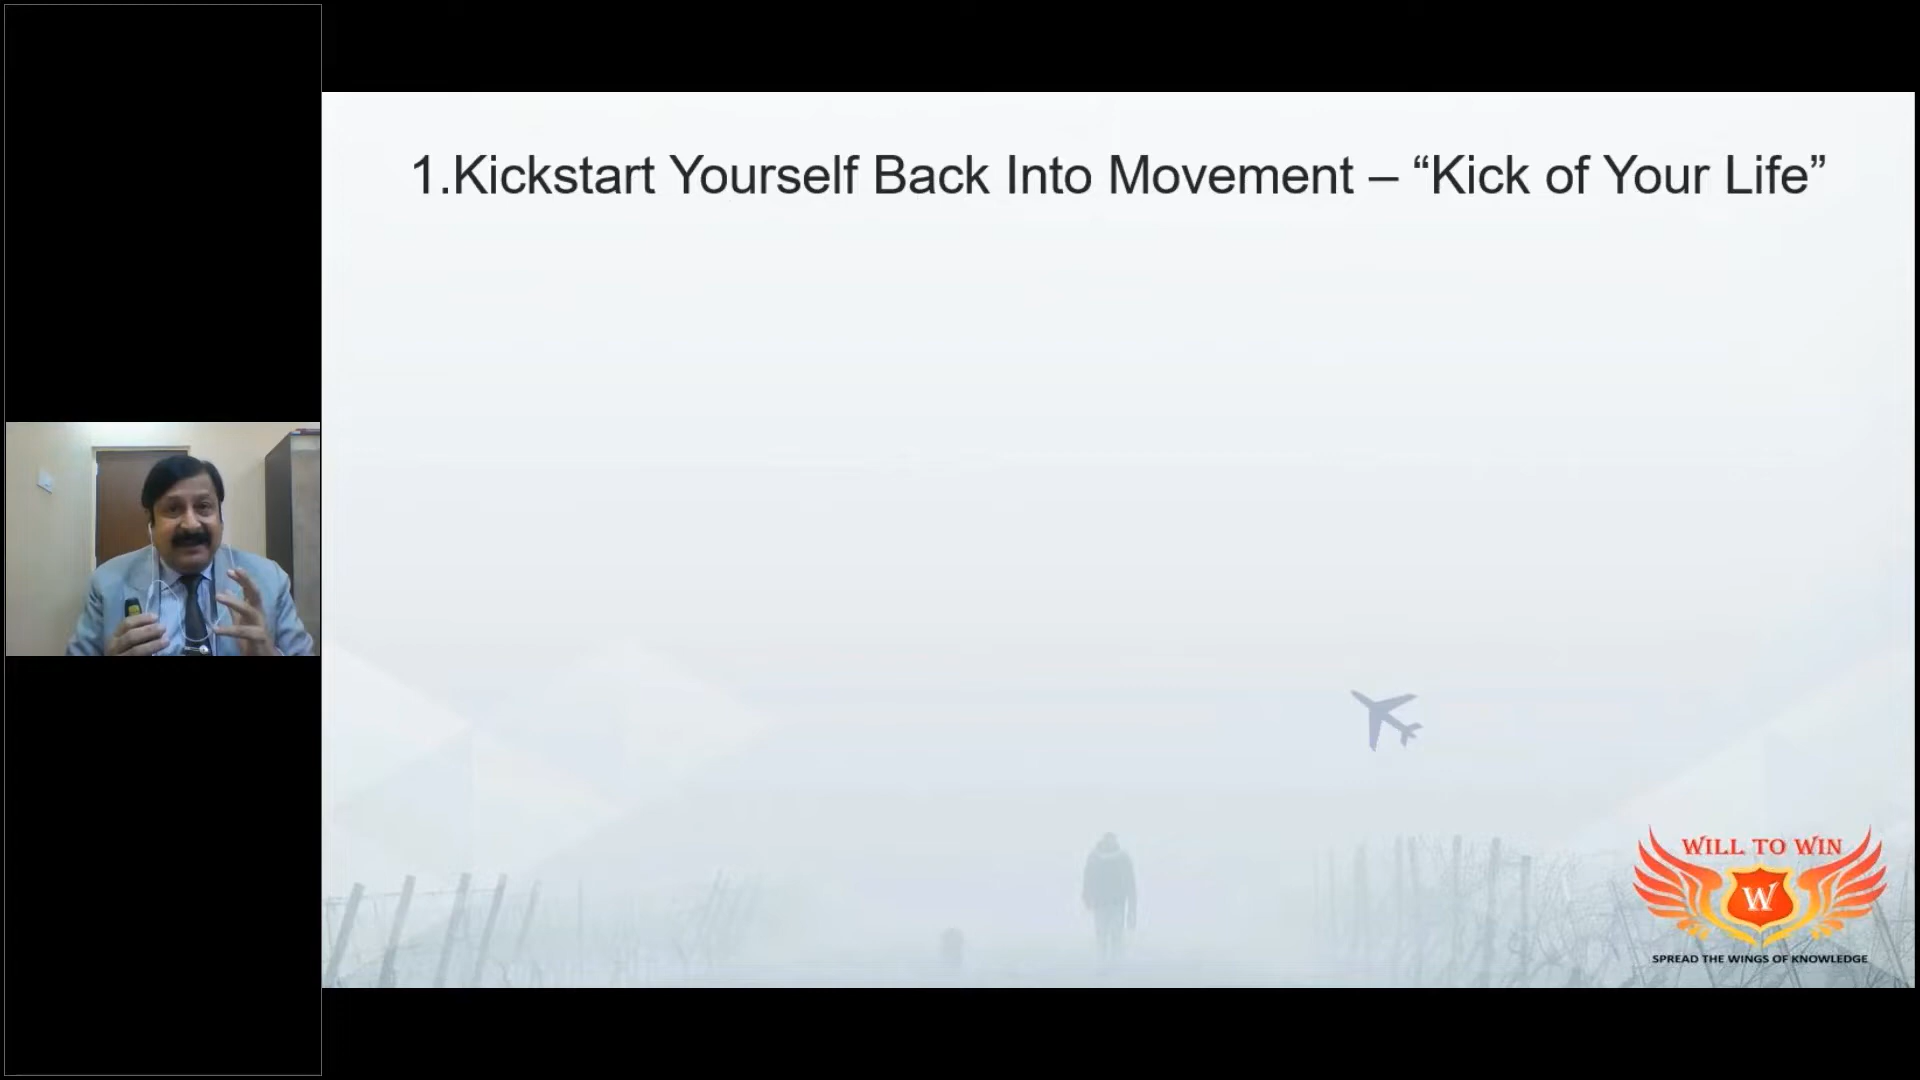 1.Kickstart Yourself Back Into Movement – “Kick of Your Life”
WILL TO WIN
W
SPREAD THE WINGS OF KNOWLEDGE